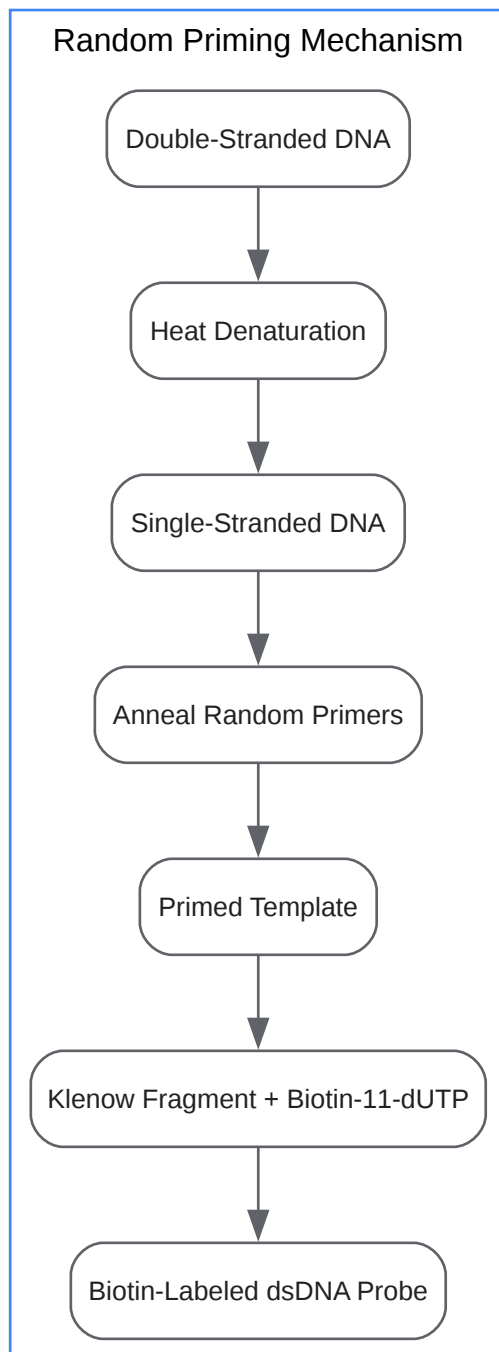 Random Priming Mechanism
Double-Stranded DNA
Heat Denaturation
Single-Stranded DNA
Anneal Random Primers
Primed Template
Klenow Fragment + Biotin-11-dUTP
Biotin-Labeled dsDNA Probe